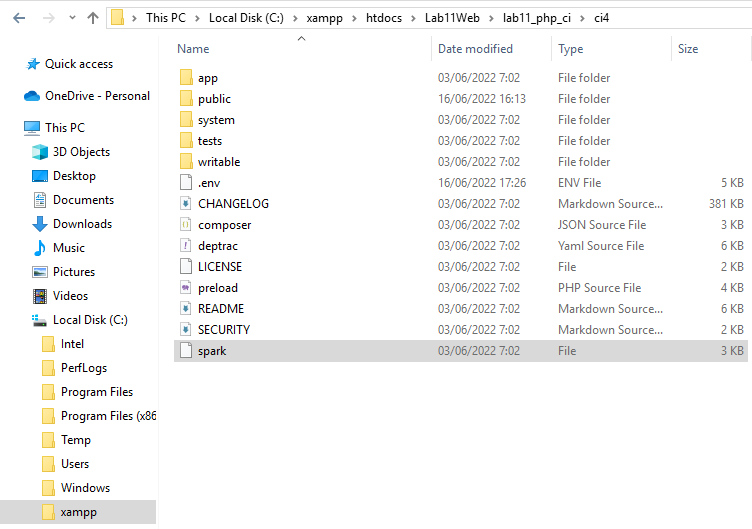 This PC > Local Disk (C:) > xampp > htdocs > Lab11Web > lab11_php_ci > ci4
Name Date modified Type Size
Quick access
OneDrive - Personal
This PC
3D Objects
Desktop
Documents
Downloads
Music
Pictures
Videos
Local Disk (C:)
Intel
PerfLogs
Program Files
Program Files (x86
Temp
Users
Windows
xampp
app 03/06/2022 7:02 File folder
public 16/06/2022 16:13 File folder
system 03/06/2022 7:02 File folder
tests 03/06/2022 7:02 File folder
writable 03/06/2022 7:02 File folder
.env 16/06/2022 17:26 ENV File 5 KB
CHANGELOG 03/06/2022 7:02 Markdown Source... 381 KB
composer 03/06/2022 7:02 JSON Source File 3 KB
deptrac 03/06/2022 7:02 Yaml Source File 6 KB
LICENSE 03/06/2022 7:02 File 2 KB
preload 03/06/2022 7:02 PHP Source File 4 KB
README 03/06/2022 7:02 Markdown Source... 6 KB
SECURITY 03/06/2022 7:02 Markdown Source... 2 KB
spark 03/06/2022 7:02 File 3 KB